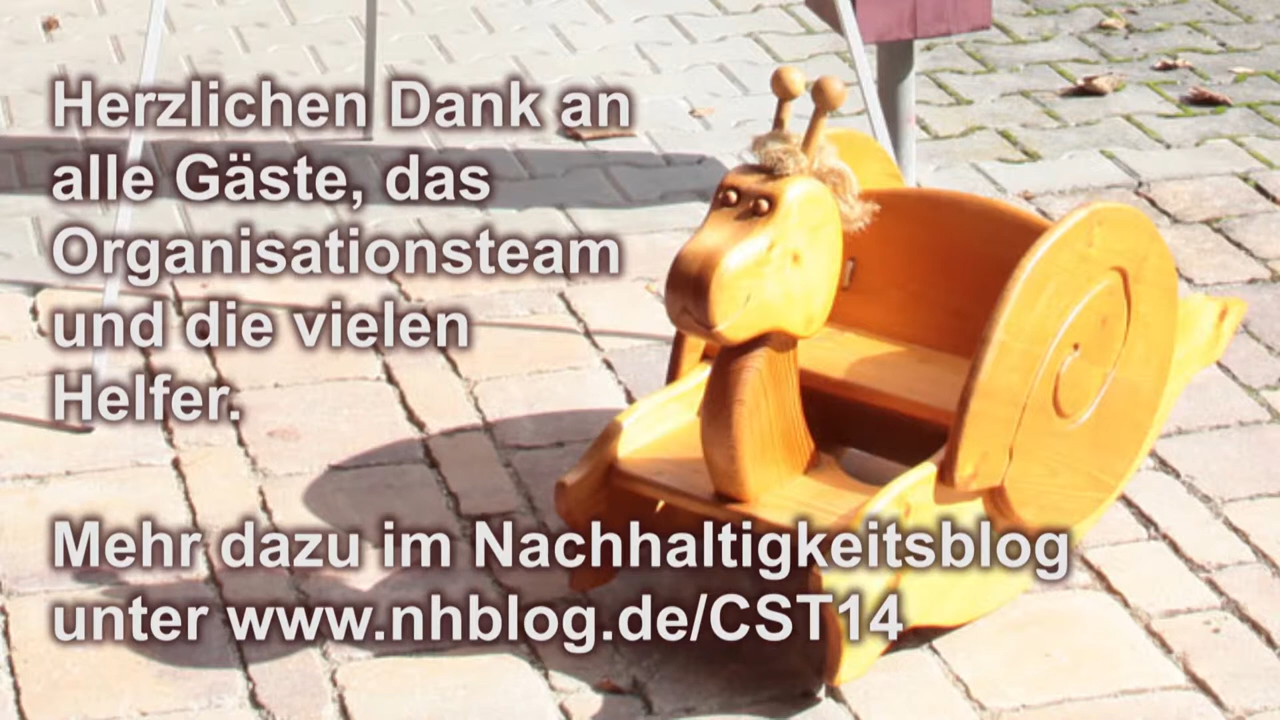 Herzlichen Dank an
alle Gäste, das
Organisationsteam
und die vielen
Helfer.
Mehr dazu im Nachhaltigkeitsblog
unter www.nhblog.de/CST14